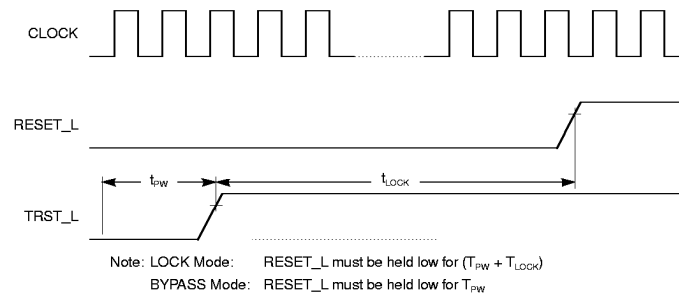 CLOCK
RESET_L
tPW
tLOCK
TRST_L
Note: LOCK Mode: RESET_L must be held low for (TPW + TLOCK)
BYPASS Mode: RESET_L must be held low for TPW